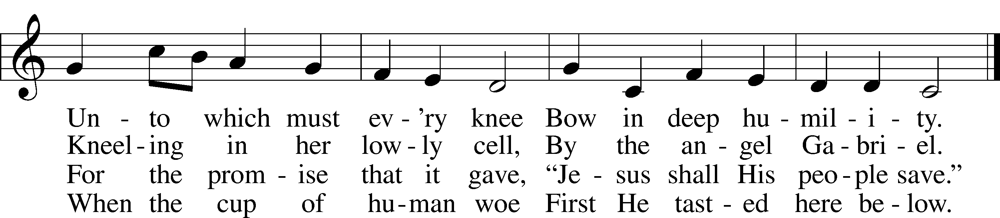 Un - to which must ev - ’ry knee Bow in deep hu - mil - i - ty.
Kneel - ing in her low - ly cell, By the an - gel Ga - bri - el.
For the prom - ise that it gave, “Je - sus shall His peo - ple save.”
When the cup of hu - man woe First He tast - ed here be - low.